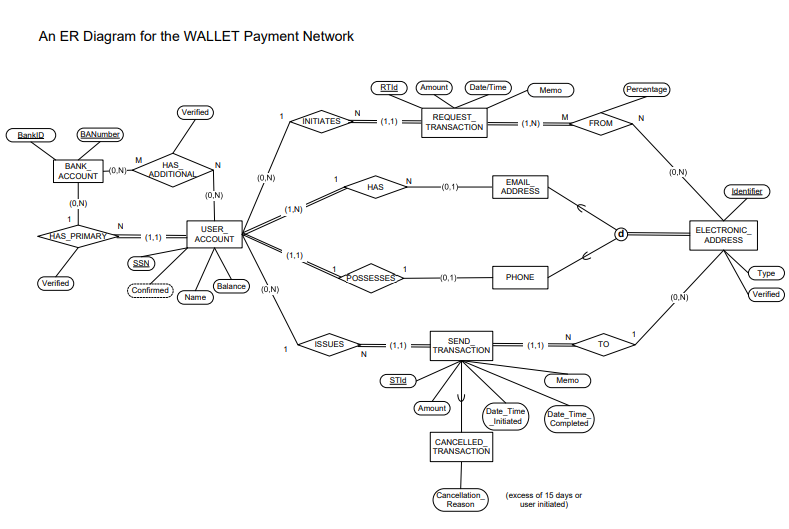 An ER Diagram for the WALLET Payment Network
RTId
Amount
Date/Time
Memo
Percentage
Verified
1
INITIATES
N
(1,1)
REQUEST_
TRANSACTION
(1,N)
M
FROM
N
BankID
BANumber
BANK_
ACCOUNT
(0,N)
M
HAS_
ADDITIONAL
N
(0,N)
(0,N)
(0,N)
(0,N)
1
HAS_PRIMARY
N
(1,1)
Verified
USER_
ACCOUNT
SSN
Confirmed
Name
Balance
(1,N)
1
HAS
N
(0,1)
EMAIL_
ADDRESS
Identifier
d
ELECTRONIC_
ADDRESS
Type
Verified
(1,1)
1
POSSESSES
1
(0,1)
PHONE
(0,N)
(0,N)
1
ISSUES
N
(1,1)
SEND_
TRANSACTION
(1,1)
N
TO
1
STId
Amount
Date_Time
_Initiated
Date_Time_
Completed
Memo
CANCELLED_
TRANSACTION
Cancellation_
Reason
(excess of 15 days or
user initiated)